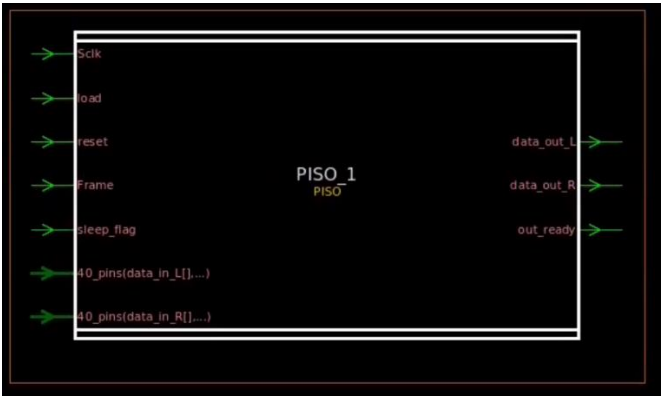 Sclk
load
reset
Frame
sleep_flag
40_pins(data_in_L[],...)
40_pins(data_in_R[],...)
PISO_1
PISO
data_out_L
data_out_R
out_ready